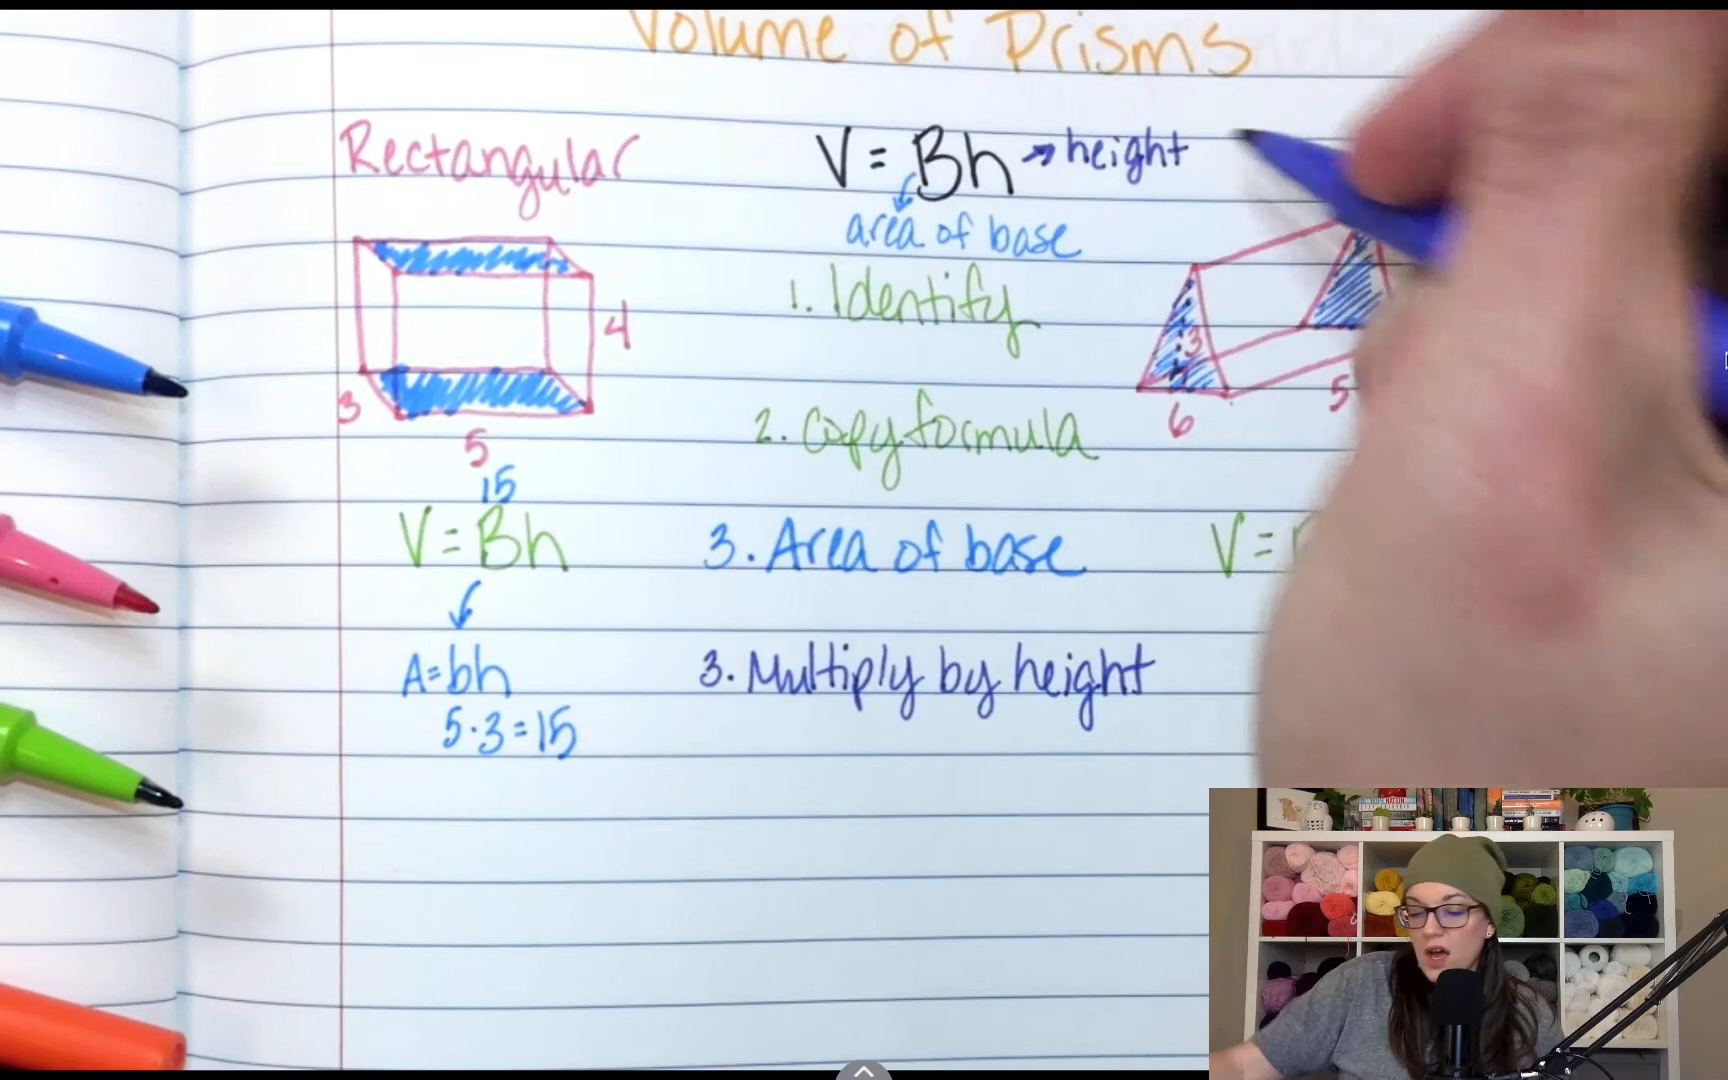 Volume of Prisms
Rectangular
V = Bh → height
area of base
1. Identify
4
3
5
3
6
5
2. Copy formula
15
V = Bh
3. Area of base
V =
A = bh
5 · 3 = 15
3. Multiply by height